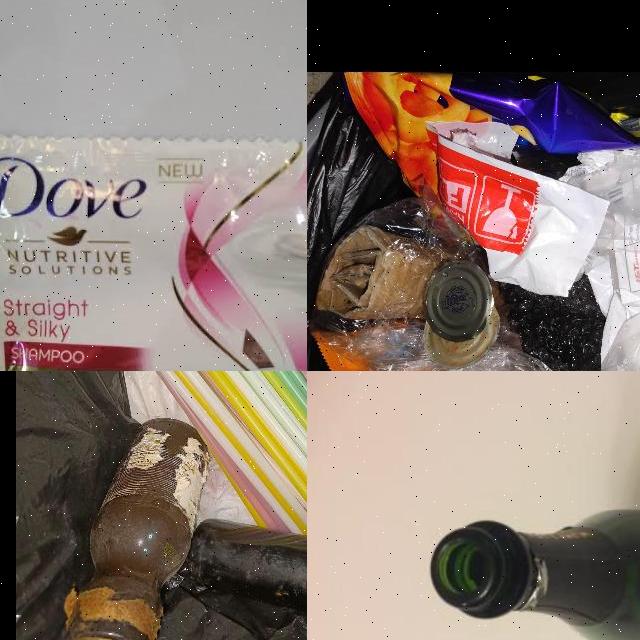 Dove
NEW
NUTRITIVE
SOLUTIONS
Straight
& Silky
SHAMPOO